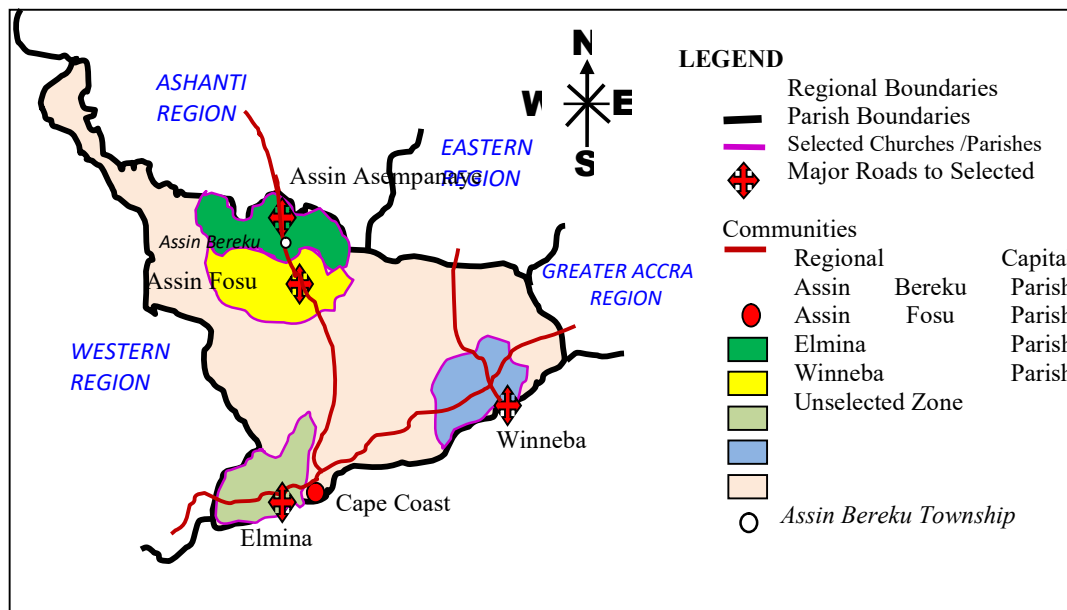 N
W E
S
ASHANTI
REGION
EASTERN
REGION
Assin Asempanaye
Assin Bereku
Assin Fosu
GREATER ACCRA
REGION
WESTERN
REGION
Winneba
Cape Coast
Elmina
LEGEND
Regional Boundaries
Parish Boundaries
Selected Churches /Parishes
Major Roads to Selected
Communities
Regional Capita
Assin Bereku Parish
Assin Fosu Parish
Elmina Parish
Winneba Parish
Unselected Zone
Assin Bereku Township